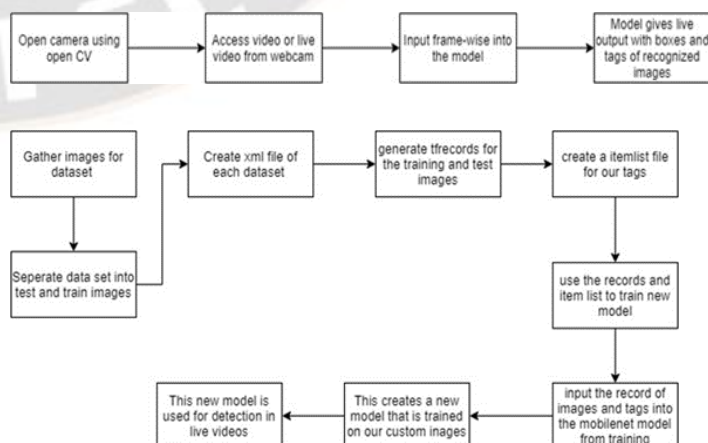 Open camera using
open CV
Access video or live
video from webcam
Input frame-wise into
the model
Model gives live
output with boxes and
tags of recognized
images
Gather images for
dataset
Seperate data set into
test and train images
Create xml file of
each dataset
generate tfrecords for
the training and test
images
create a itemlist file
for our tags
use the records and
item list to train new
model
input the record of
images and tags into
the mobilenet model
from training
This creates a new
model that is trained
on our custom images
This new model is
used for detection in
live videos